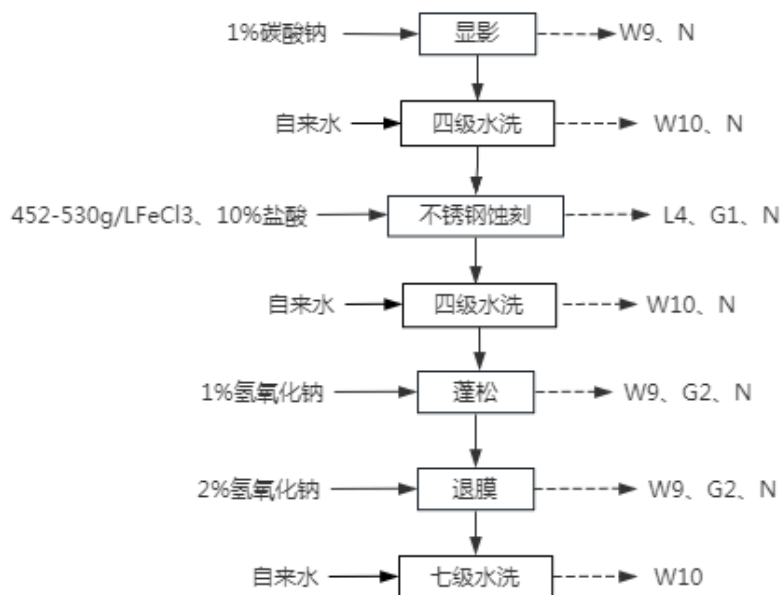 1%碳酸钠 显影 W9、N
自来水 四级水洗 W10、N
452-530g/LFeCl3、10%盐酸 不锈钢蚀刻 L4、G1、N
自来水 四级水洗 W10、N
1%氢氧化钠 蓬松 W9、G2、N
2%氢氧化钠 退膜 W9、G2、N
自来水 七级水洗 W10